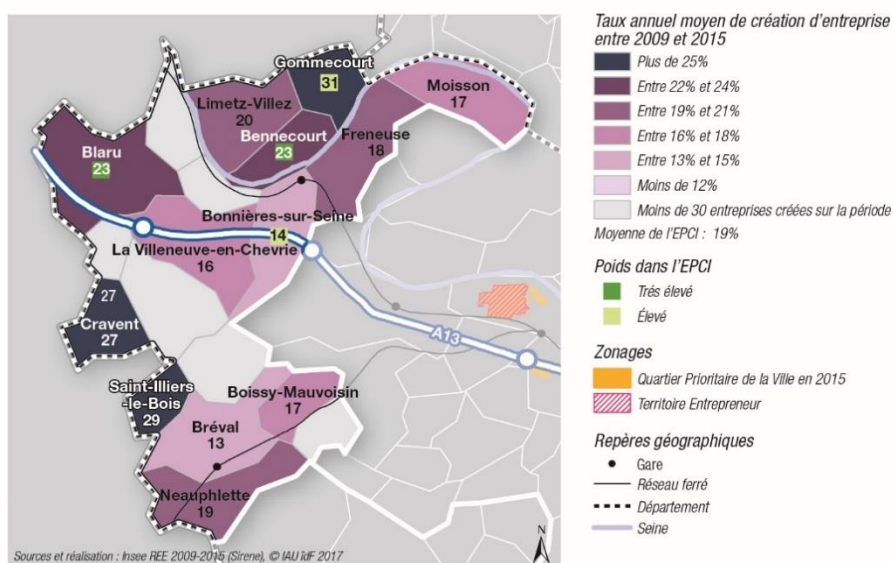 Gommecourt
31
Moisson
17
Limetz-Villez
20
Bennecourt
23
Freneuse
18
Blaru
23
Bonnières-sur-Seine
14
La Villeneuve-en-Chevrie
16
27
Cravent
27
A13
Saint-Illiers
-le-Bois
29
Boissy-Mauvoisin
17
Bréval
13
Neauphlette
19
N
Sources et réalisation : Insee REE 2009-2015 (Sirene), © IAU îdF 2017
Taux annuel moyen de création d'entreprise
entre 2009 et 2015
Plus de 25%
Entre 22% et 24%
Entre 19% et 21%
Entre 16% et 18%
Entre 13% et 15%
Moins de 12%
Moins de 30 entreprises créées sur la période
Moyenne de l'EPCI : 19%
Poids dans l'EPCI
Trés élevé
Élevé
Zonages
Quartier Prioritaire de la Ville en 2015
Territoire Entrepreneur
Repères géographiques
Gare
Réseau ferré
Département
Seine